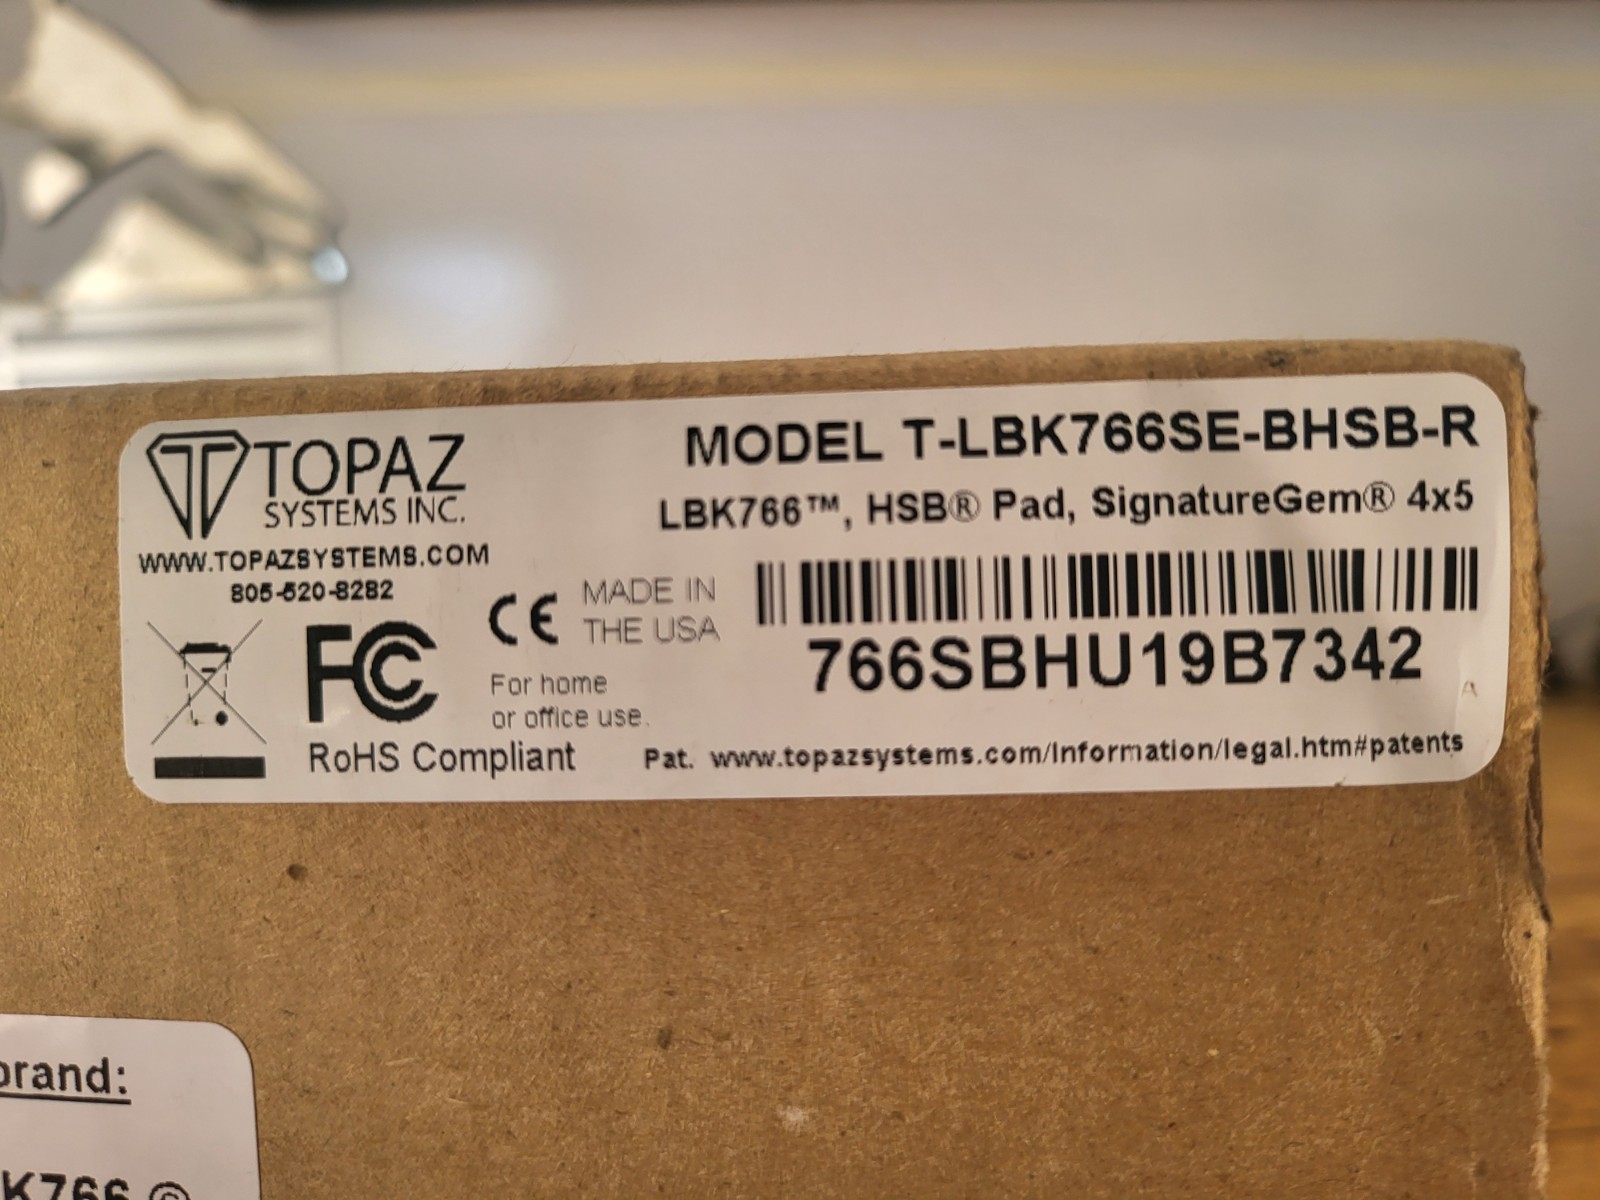 TOPAZ
SYSTEMS INC.
WWW.TOPAZSYSTEMS.COM
805-520-8282
MODEL T-LBK766SE-BHSB-R
LBK766™, HSB® Pad, SignatureGem® 4x5
CE
MADE IN
THE USA
766SBHU19B7342
FC
For home
or office use.
RoHS Compliant
Pat. www.topazsystems.com/Information/legal.htm#patents
brand:
K766 ©